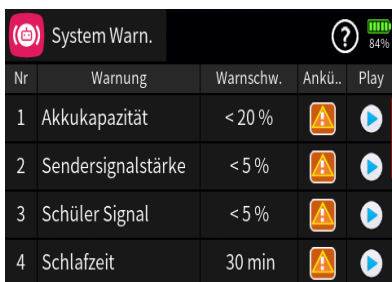 System Warn.
?
84%
Nr Warnung Warnschw. Ankü.. Play
1 Akkukapazität < 20 %
2 Sendersignalstärke < 5 %
3 Schüler Signal < 5 %
4 Schlafzeit 30 min